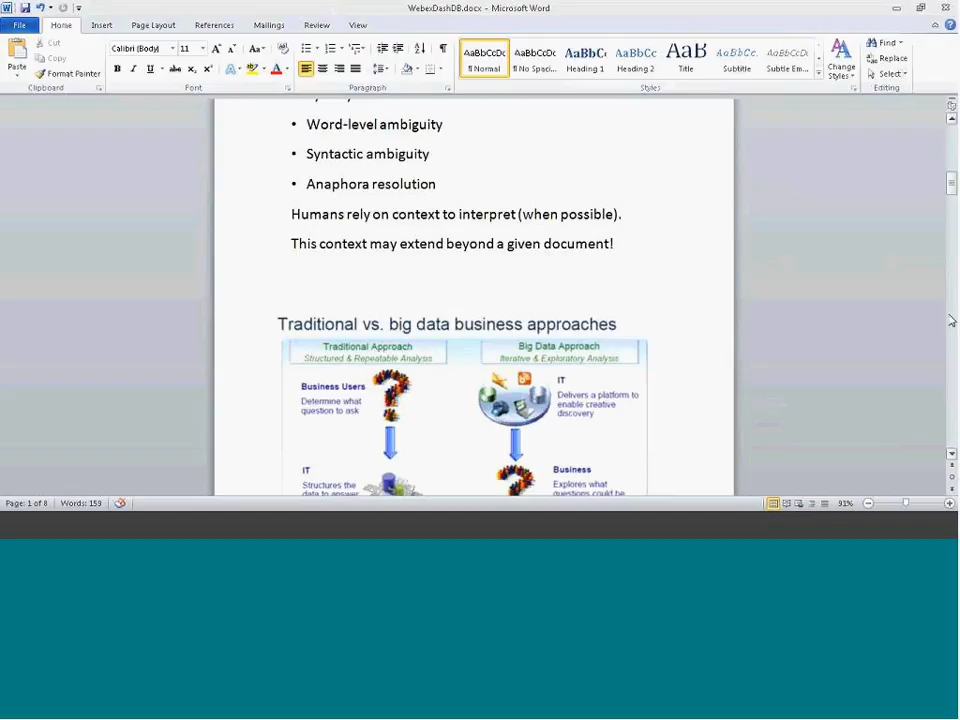 WebexDashDB.docx - Microsoft Word
File Home Insert Page Layout References Mailings Review View
Cut
Copy
Format Painter
Paste
Calibri (Body) 11
AaBbCcDc AaBbCcDc AaBbC AaBbCc AaB AaBbCc. AaBbCcDc
¶ Normal ¶ No Spaci... Heading 1 Heading 2 Title Subtitle Subtle Em...
Change
Styles
Find
Replace
Select
Clipboard Font Paragraph Styles Editing
• Word-level ambiguity
• Syntactic ambiguity
• Anaphora resolution
Humans rely on context to interpret (when possible).
This context may extend beyond a given document!
Traditional vs. big data business approaches
Traditional Approach
Structured & Repeatable Analysis
Business Users
Determine what
question to ask
IT
Structures the
data to answer
Big Data Approach
Iterative & Exploratory Analysis
IT
Delivers a platform to
enable creative
discovery
Business
Explores what
questions could be
Page: 1 of 8 Words: 159 91%